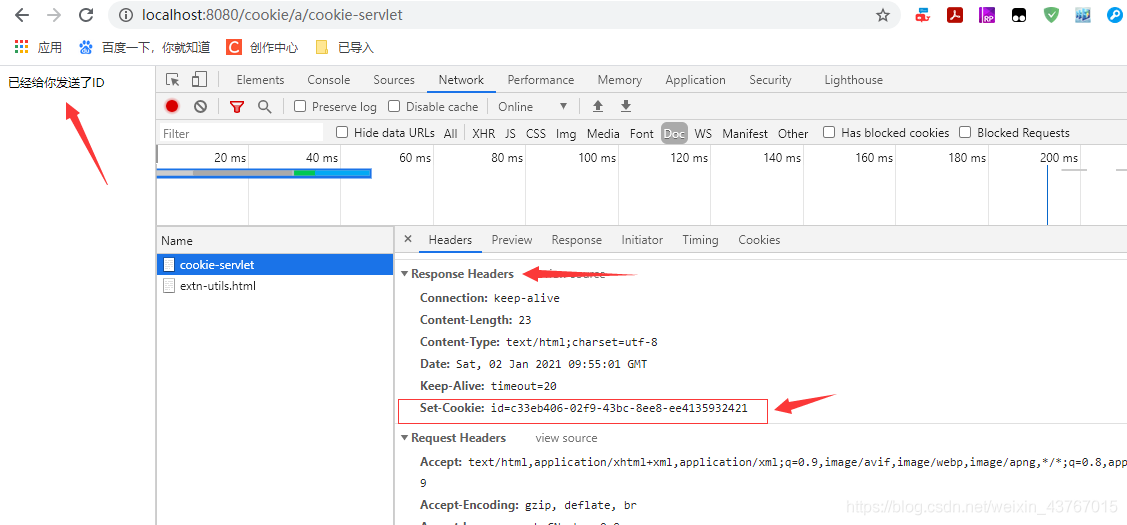 localhost:8080/cookie/a/cookie-servlet
应用 百度一下，你就知道 创作中心 已导入
已经给你发送了ID
Elements Console Sources Network Performance Memory Application Security Lighthouse
Preserve log Disable cache Online
Filter Hide data URLs All XHR JS CSS Img Media Font Doc WS Manifest Other Has blocked cookies Blocked Requests
20 ms 40 ms 60 ms 80 ms 100 ms 120 ms 140 ms 160 ms 180 ms 200 ms
Name
cookie-servlet
extn-utils.html
Headers Preview Response Initiator Timing Cookies
Response Headers source
Connection: keep-alive
Content-Length: 23
Content-Type: text/html;charset=utf-8
Date: Sat, 02 Jan 2021 09:55:01 GMT
Keep-Alive: timeout=20
Set-Cookie: id=c33eb406-02f9-43bc-8ee8-ee4135932421
Request Headers view source
Accept: text/html,application/xhtml+xml,application/xml;q=0.9,image/avif,image/webp,image/apng,*/*;q=0.8,app
9
Accept-Encoding: gzip, deflate, br
https://blog.csdn.net/weixin_43767015